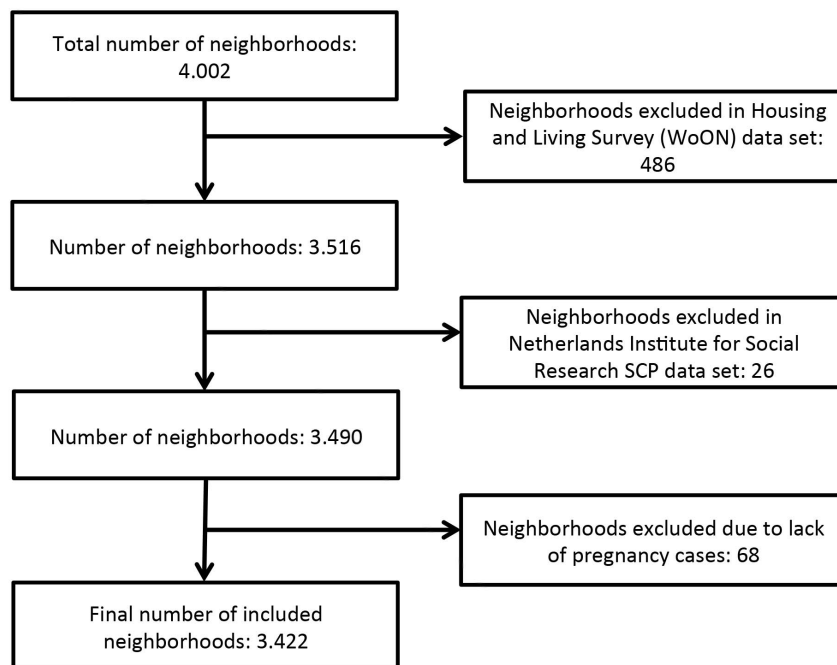 Total number of neighborhoods:
4.002
Neighborhoods excluded in Housing
and Living Survey (WoON) data set:
486
Number of neighborhoods: 3.516
Neighborhoods excluded in
Netherlands Institute for Social
Research SCP data set: 26
Number of neighborhoods: 3.490
Neighborhoods excluded due to lack
of pregnancy cases: 68
Final number of included
neighborhoods: 3.422